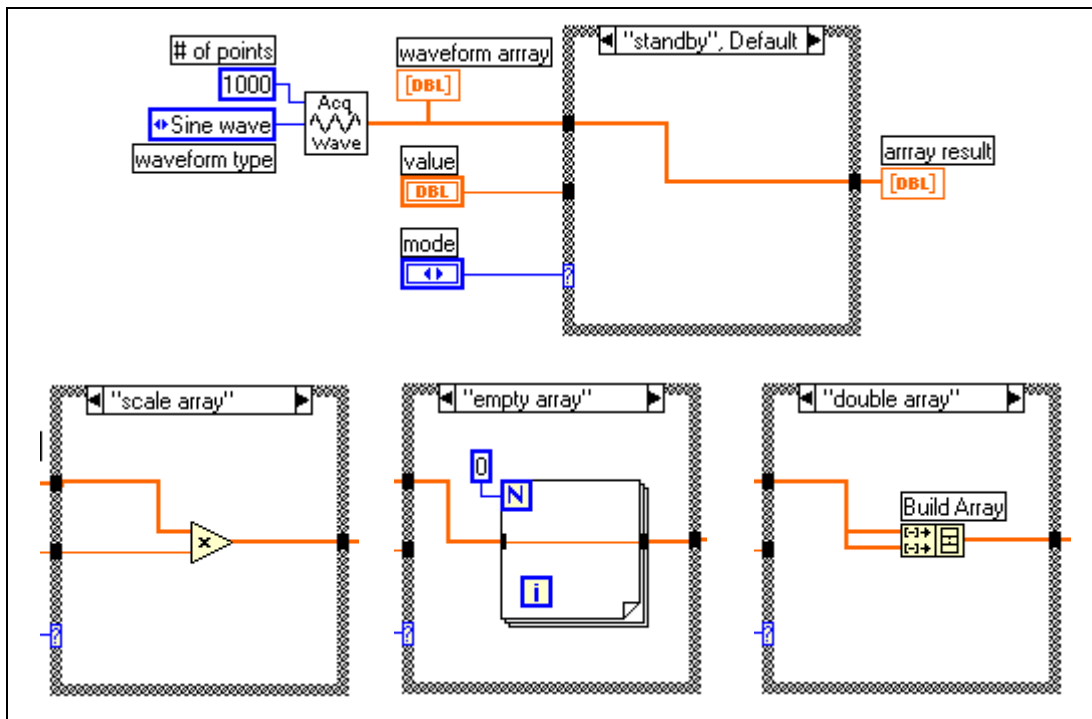 # of points
1000
Sine wave
waveform type
Acq
Wave
waveform arrray
[DBL]
value
DBL
mode
?
"standby", Default
arrray result
[DBL]
"scale array"
x
?
"empty array"
0
N
i
?
"double array"
Build Array
?